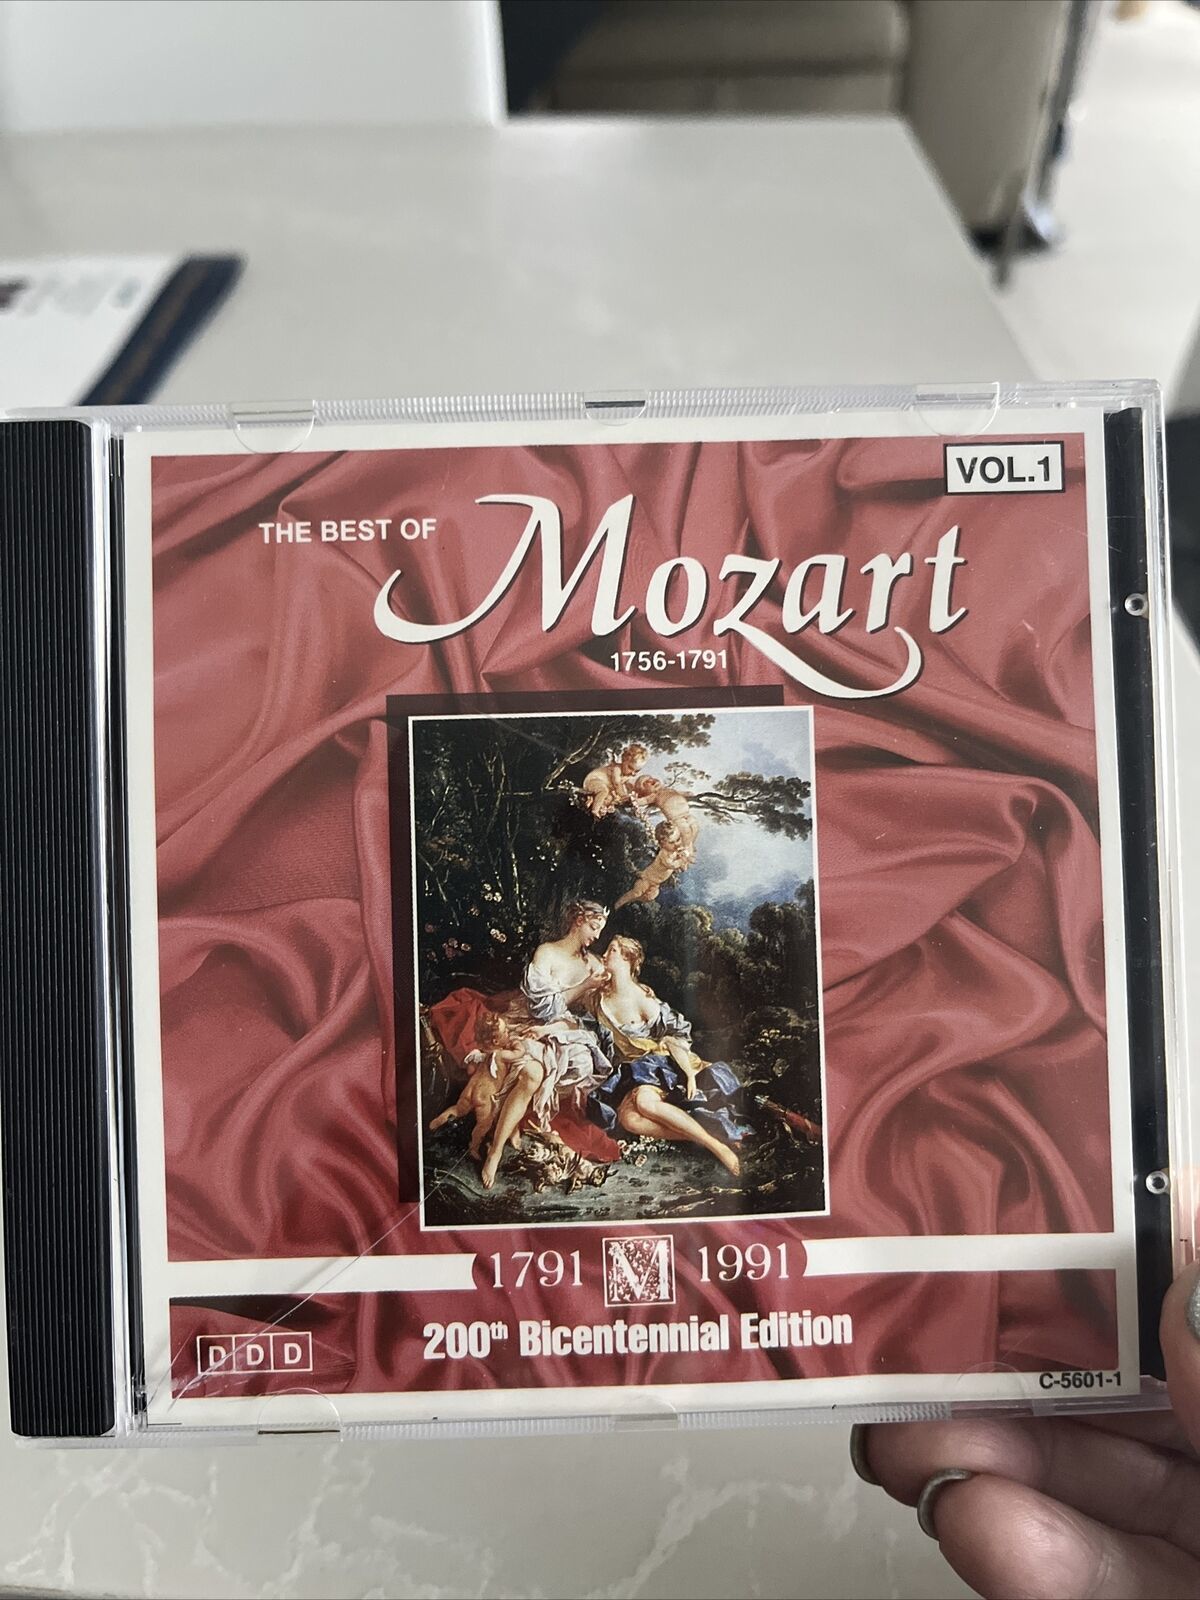 VOL.1
THE BEST OF Mozart
1756-1791
1791 M 1991
200th Bicentennial Edition
DDD
C-5601-1